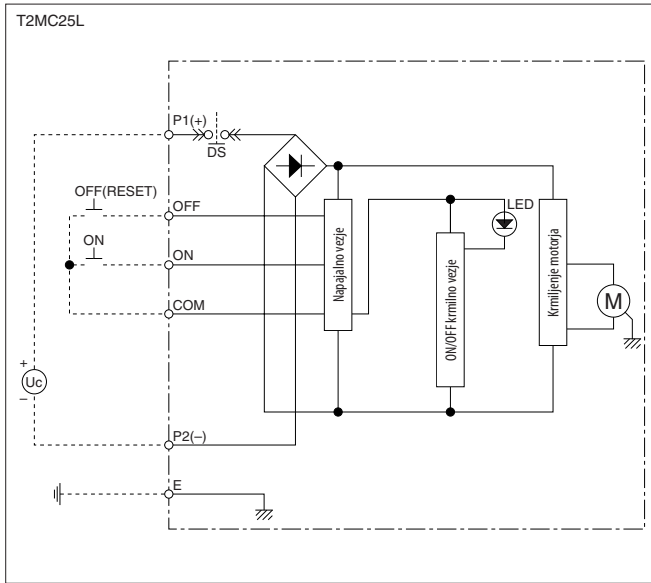 T2MC25L
P1(+)
DS
OFF(RESET)
OFF
LED
ON
ON
COM
Napajalno vezje
ON/OFF krmilno vezje
Krmiljenje motorja
M
+
Uc
–
P2(–)
E